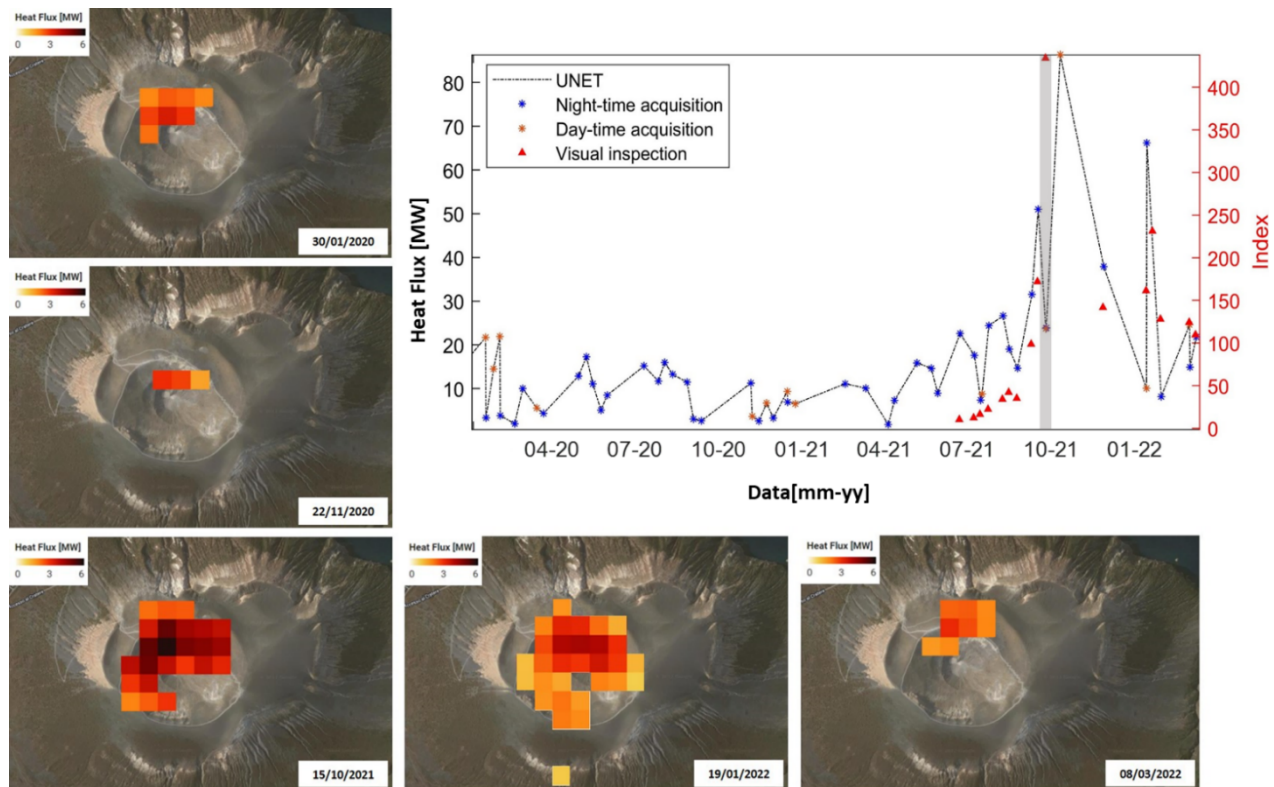 Heat Flux [MW]
0 3 6
30/01/2020
Heat Flux [MW]
0 3 6
22/11/2020
Heat Flux [MW]
0 3 6
15/10/2021
Heat Flux [MW]
0 3 6
19/01/2022
Heat Flux [MW]
0 3 6
08/03/2022
UNET
Night-time acquisition
Day-time acquisition
Visual inspection
Heat Flux [MW]
80
70
60
50
40
30
20
10
400
350
300
250
200
150
100
50
0
Index
04-20 07-20 10-20 01-21 04-21 07-21 10-21 01-22
Data[mm-yy]